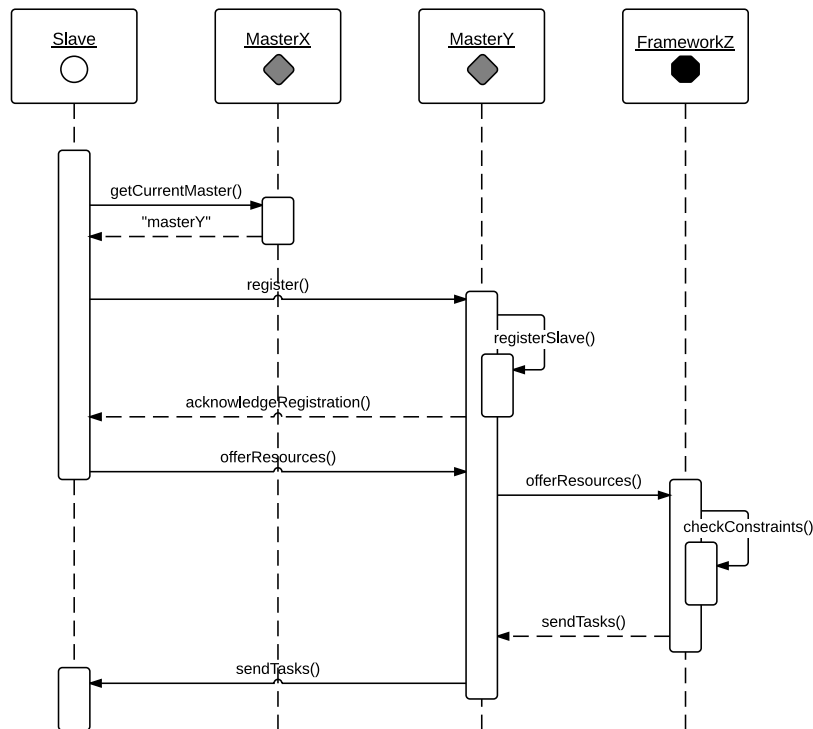 Slave
MasterX
MasterY
FrameworkZ
getCurrentMaster()
"masterY"
register()
registerSlave()
acknowledgeRegistration()
offerResources()
offerResources()
checkConstraints()
sendTasks()
sendTasks()